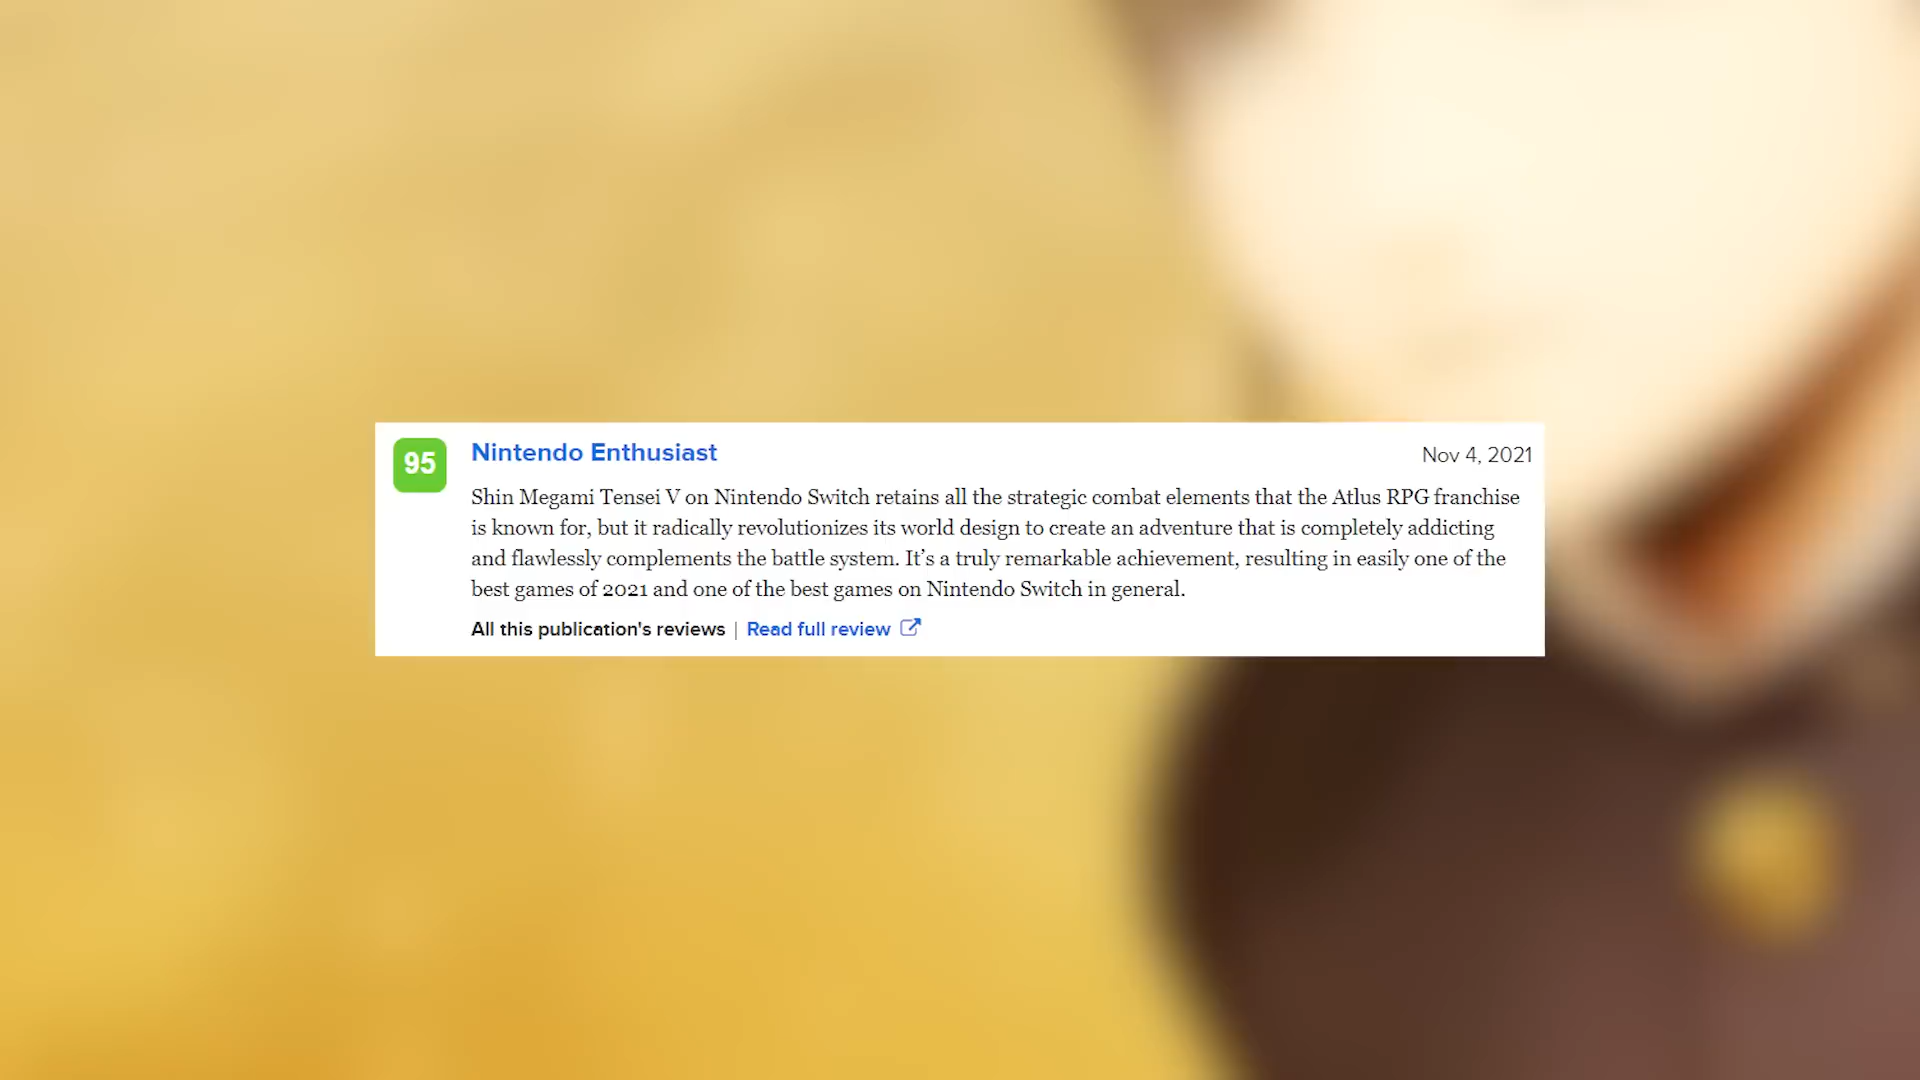 95
Nintendo Enthusiast
Nov 4, 2021
Shin Megami Tensei V on Nintendo Switch retains all the strategic combat elements that the Atlus RPG franchise
is known for, but it radically revolutionizes its world design to create an adventure that is completely addicting
and flawlessly complements the battle system. It’s a truly remarkable achievement, resulting in easily one of the
best games of 2021 and one of the best games on Nintendo Switch in general.
All this publication's reviews | Read full review